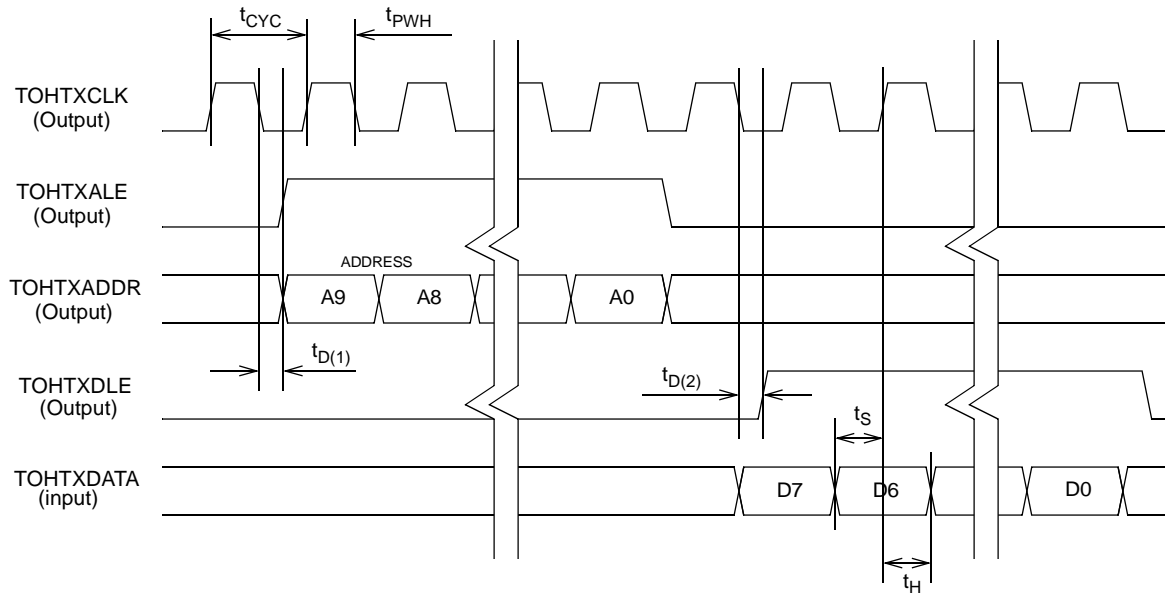 tCYC
tPWH
TOHTXCLK
(Output)
TOHTXALE
(Output)
ADDRESS
TOHTXADDR
(Output)
A9
A8
A0
tD(1)
TOHTXDLE
(Output)
tD(2)
tS
TOHTXDATA
(input)
D7
D6
D0
tH